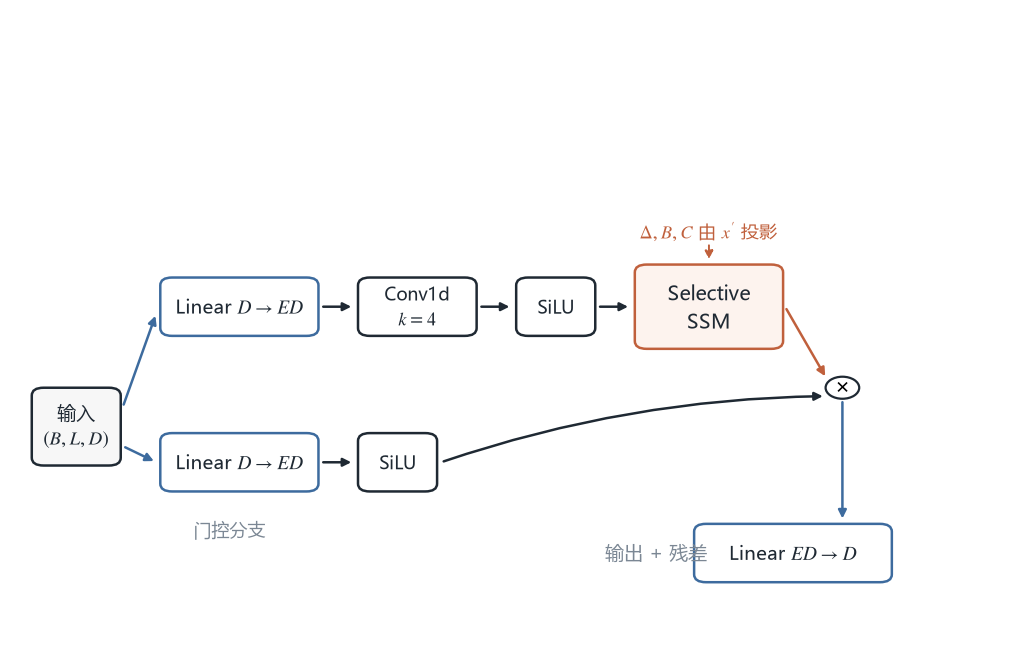 Δ, B, C 由 x′ 投影
Linear D → ED
Conv1d
k = 4
SiLU
Selective
SSM
×
输入
(B, L, D)
Linear D → ED
SiLU
门控分支
输出 + 残差
Linear ED → D